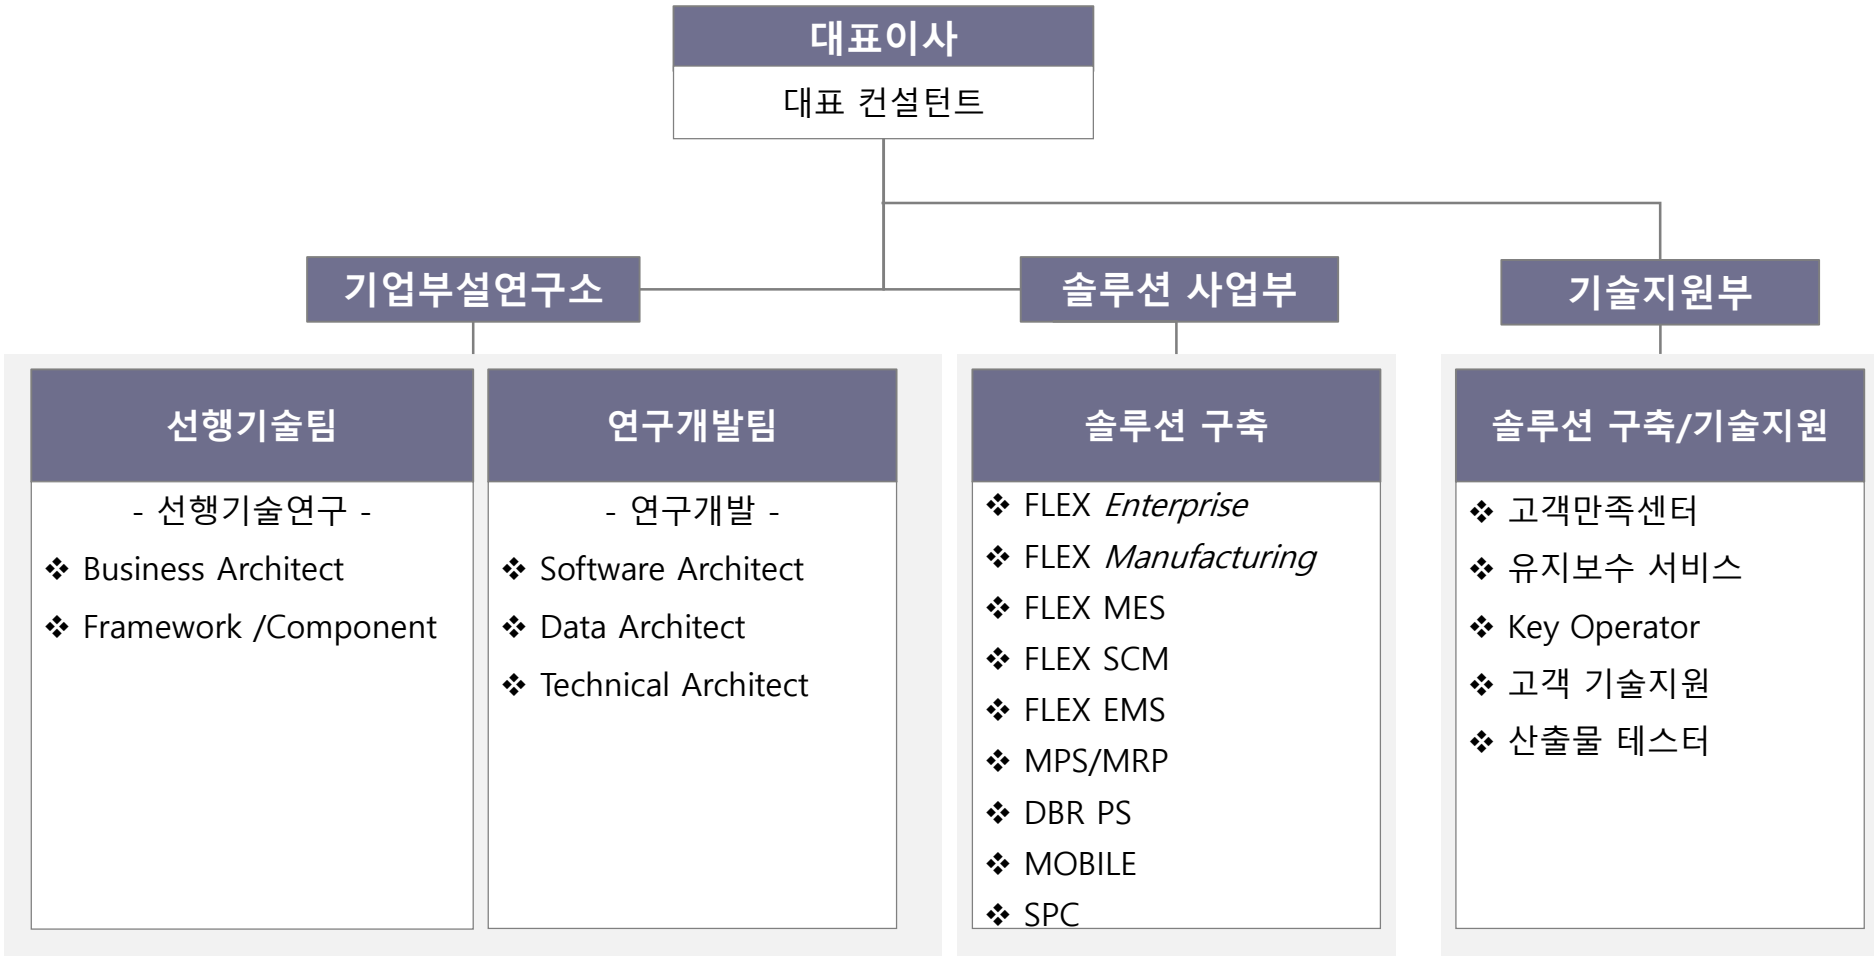 대표이사
대표 컨설턴트
기업부설연구소
솔루션 사업부
기술지원부
선행기술팀
- 선행기술연구 -
❖ Business Architect
❖ Framework /Component
연구개발팀
- 연구개발 -
❖ Software Architect
❖ Data Architect
❖ Technical Architect
솔루션 구축
❖ FLEX Enterprise
❖ FLEX Manufacturing
❖ FLEX MES
❖ FLEX SCM
❖ FLEX EMS
❖ MPS/MRP
❖ DBR PS
❖ MOBILE
❖ SPC
솔루션 구축/기술지원
❖ 고객만족센터
❖ 유지보수 서비스
❖ Key Operator
❖ 고객 기술지원
❖ 산출물 테스터